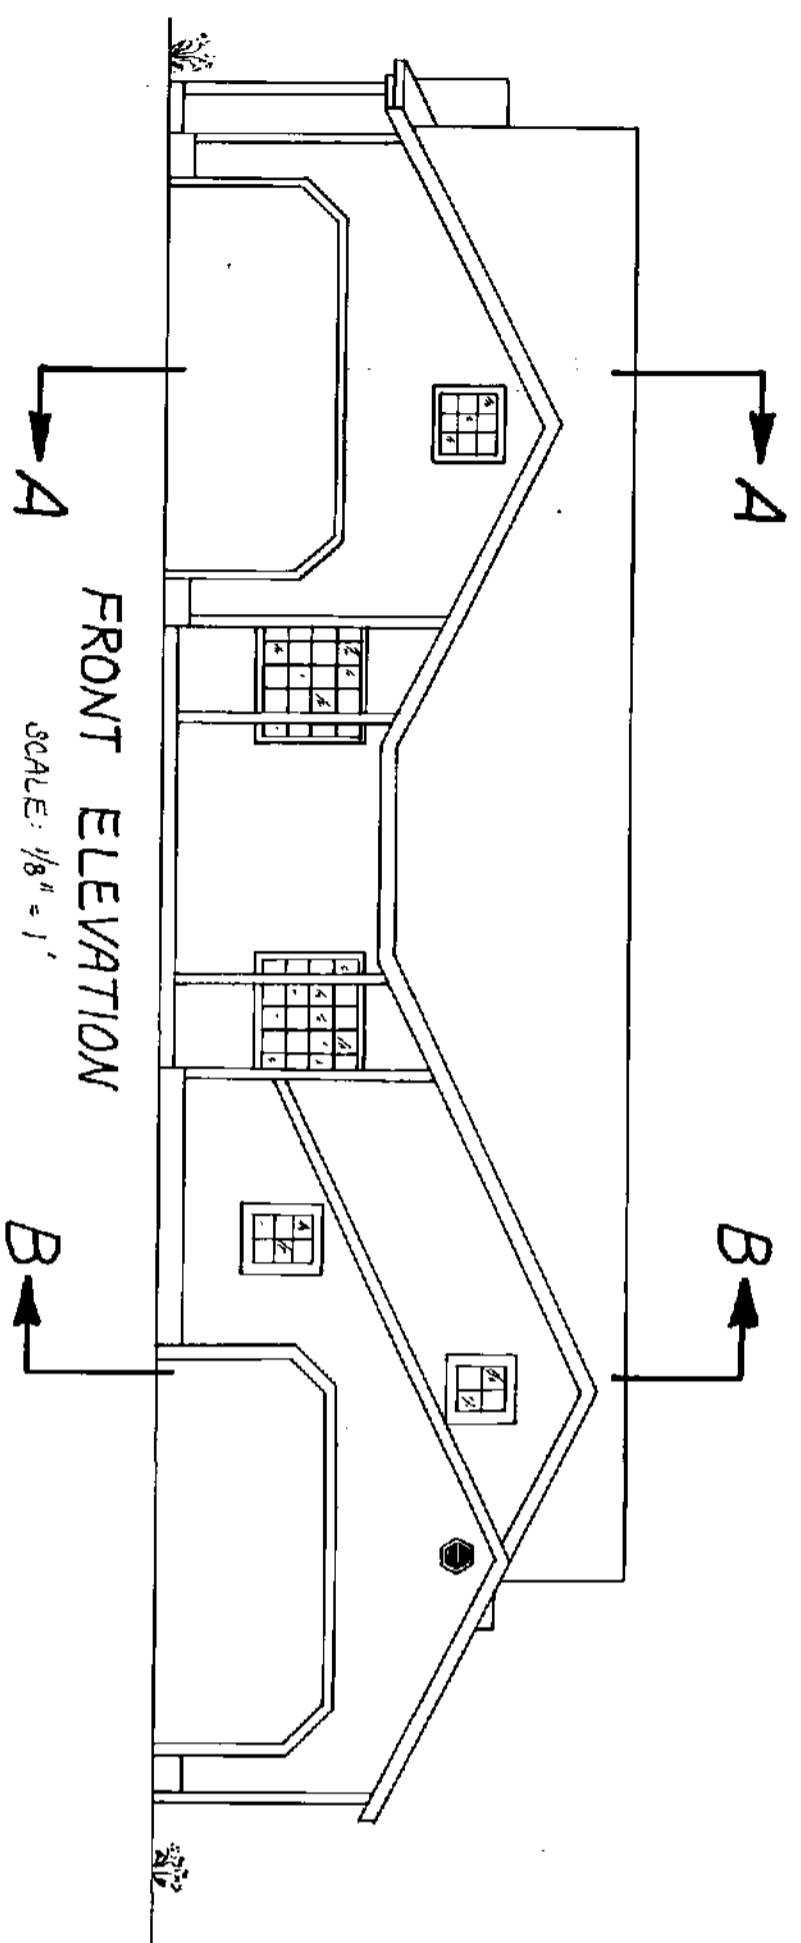 A
B
A
B
FRONT ELEVATION
SCALE: 1/8" = 1'